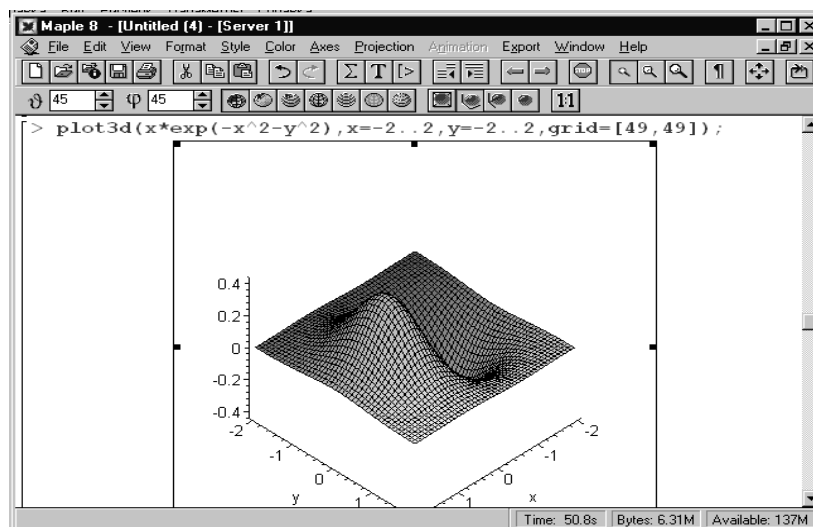 Maple 8 - [Untitled (4) - [Server 1]]
File Edit View Format Style Color Axes Projection Animation Export Window Help
Σ T [>
STOP
ϑ 45 φ 45 1:1
> plot3d(x*exp(-x^2-y^2),x=-2..2,y=-2..2,grid=[49,49]);
0.4
0.2
0
-0.2
-0.4
-2 -2
-1 -1
0 0
y 1 1 x
Time: 50.8s Bytes: 6.31M Available: 137M